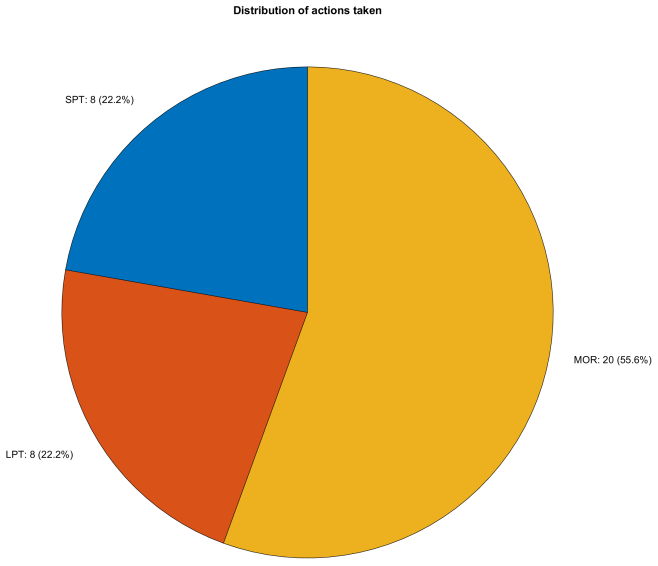 Distribution of actions taken
SPT: 8 (22.2%)
MOR: 20 (55.6%)
LPT: 8 (22.2%)